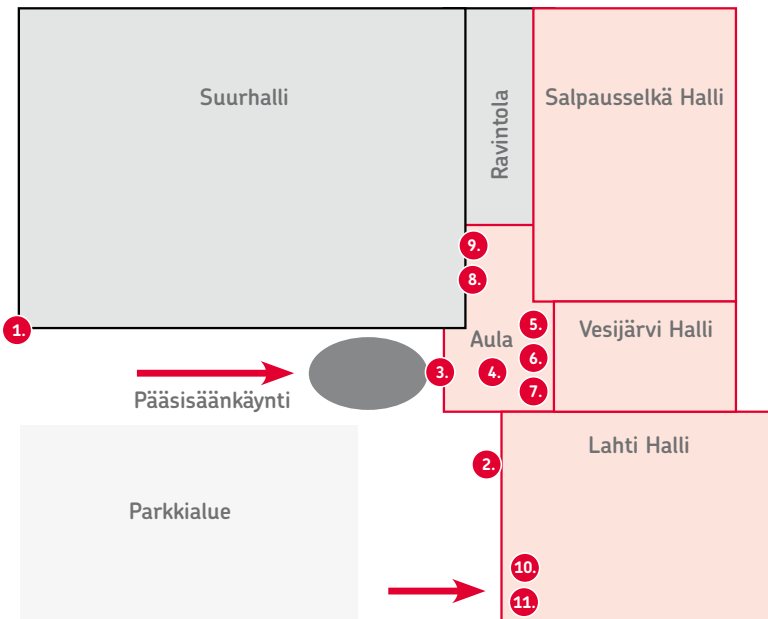 Suurhalli
Ravintola
Salpausselkä Halli
9.
8.
1.
Aula
5.
Vesijärvi Halli
6.
3.
4.
7.
Pääsisäänkäynti
2.
Lahti Halli
Parkkialue
10.
11.